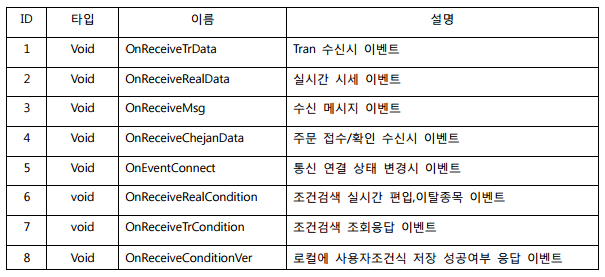 ID 타입 이름 설명
1 Void OnReceiveTrData Tran 수신시 이벤트
2 Void OnReceiveRealData 실시간 시세 이벤트
3 Void OnReceiveMsg 수신 메시지 이벤트
4 Void OnReceiveChejanData 주문 접수/확인 수신시 이벤트
5 Void OnEventConnect 통신 연결 상태 변경시 이벤트
6 void OnReceiveRealCondition 조건검색 실시간 편입,이탈종목 이벤트
7 void OnReceiveTrCondition 조건검색 조회응답 이벤트
8 Void OnReceiveConditionVer 로컬에 사용자조건식 저장 성공여부 응답 이벤트